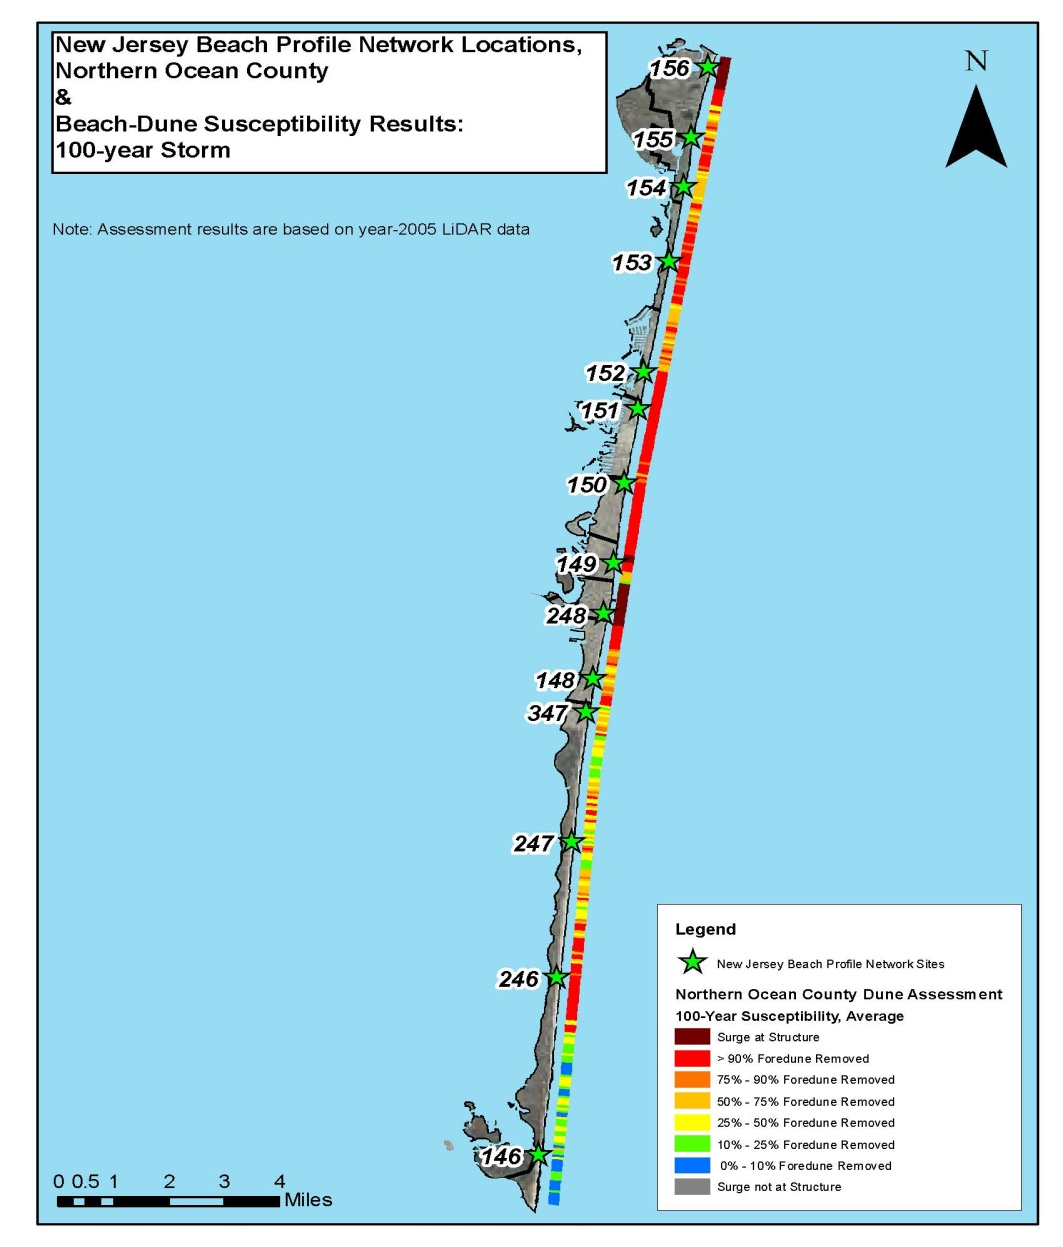 New Jersey Beach Profile Network Locations,
Northern Ocean County
&
Beach-Dune Susceptibility Results:
100-year Storm
Note: Assessment results are based on year-2005 LiDAR data
N
156
155
154
153
152
151
150
149
248
148
347
247
246
146
Legend
New Jersey Beach Profile Network Sites
Northern Ocean County Dune Assessment
100-Year Susceptibility, Average
Surge at Structure
> 90% Foredune Removed
75% - 90% Foredune Removed
50% - 75% Foredune Removed
25% - 50% Foredune Removed
10% - 25% Foredune Removed
0% - 10% Foredune Removed
Surge not at Structure
0 0.5 1 2 3 4
Miles